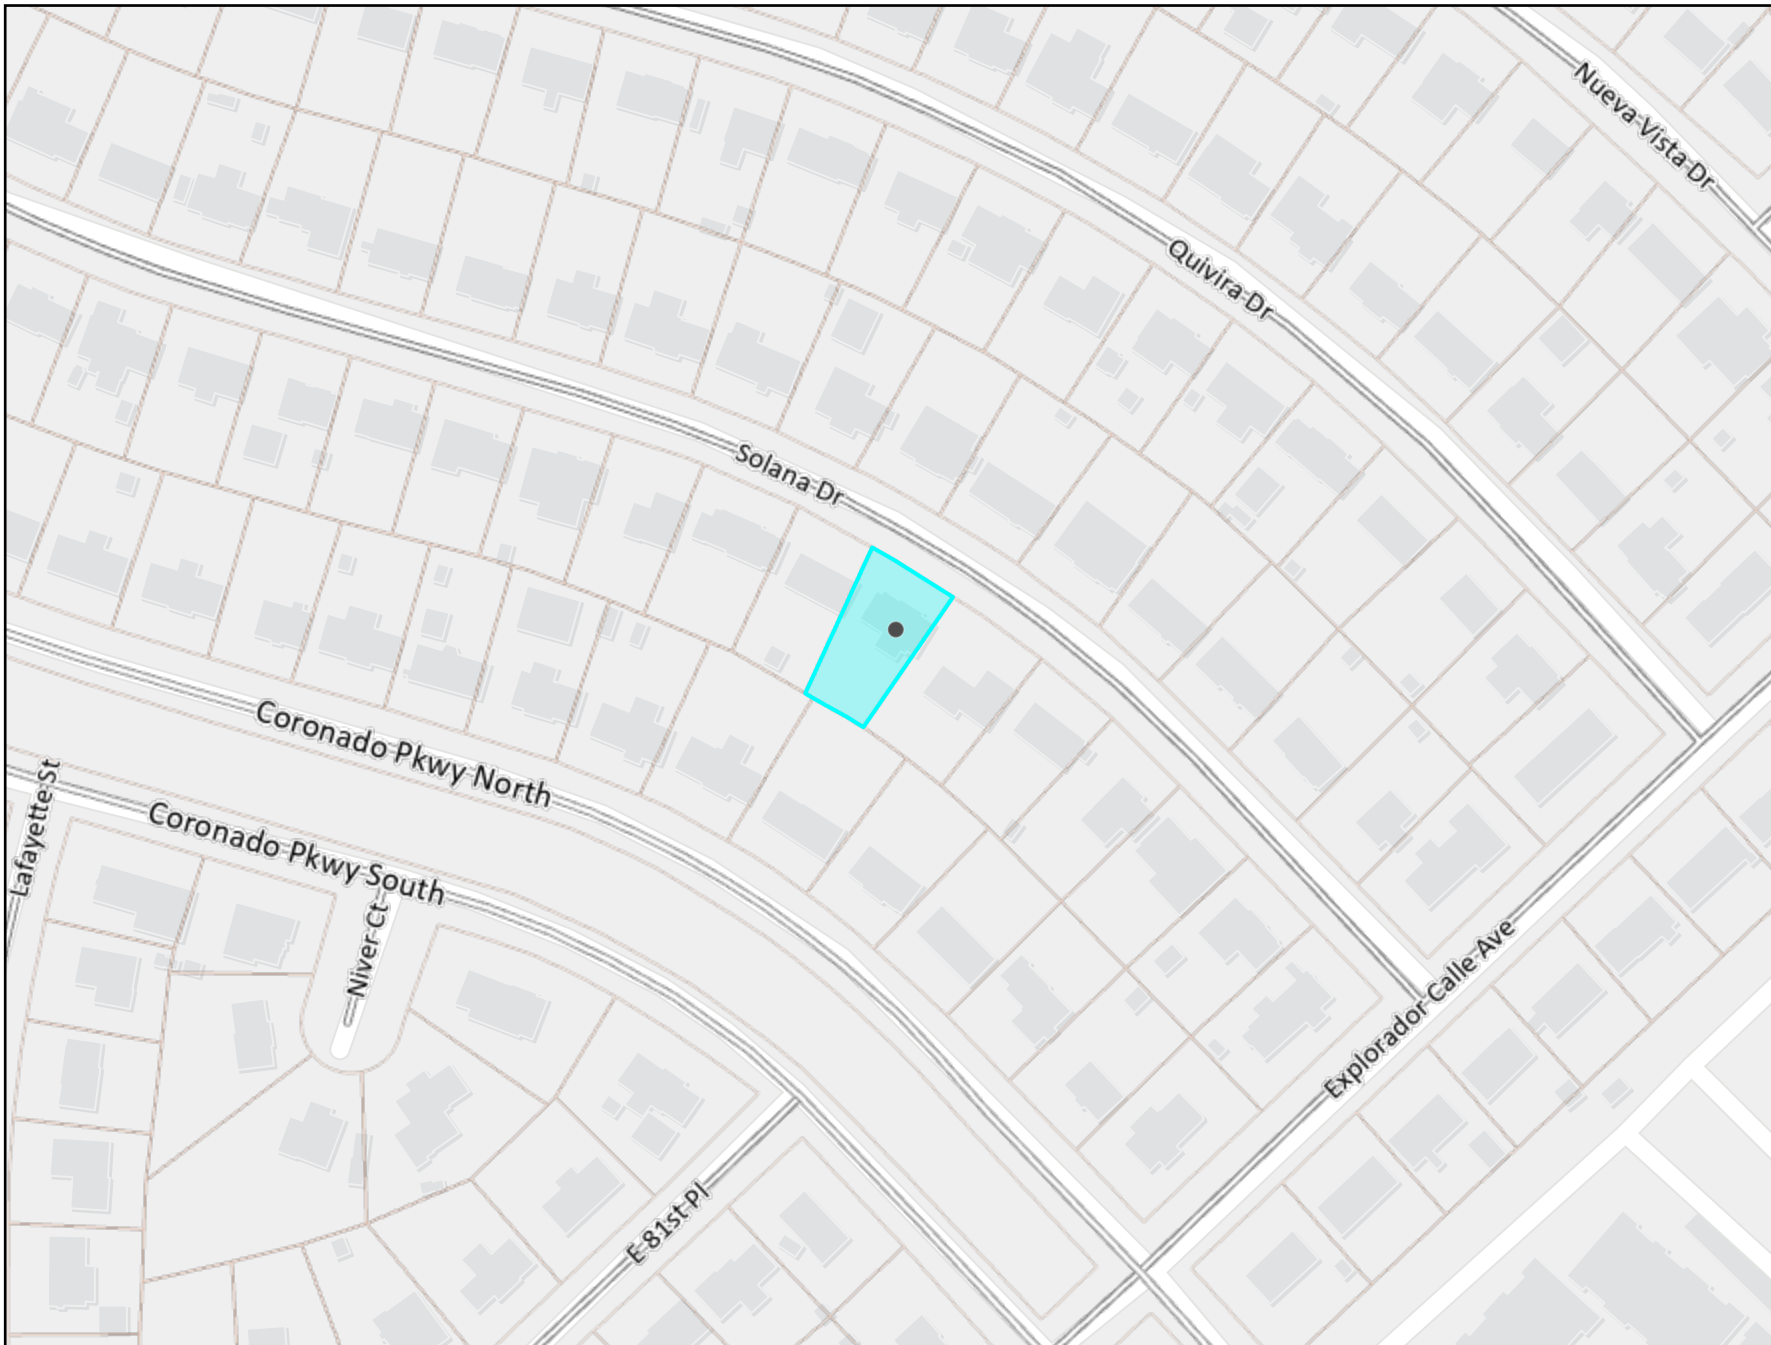 Nueva Vista Dr
Quivira Dr
Solana Dr
Coronado Pkwy North
Lafayette St
Coronado Pkwy South
Niver Ct
Explorador Calle Ave
E 81st Pl